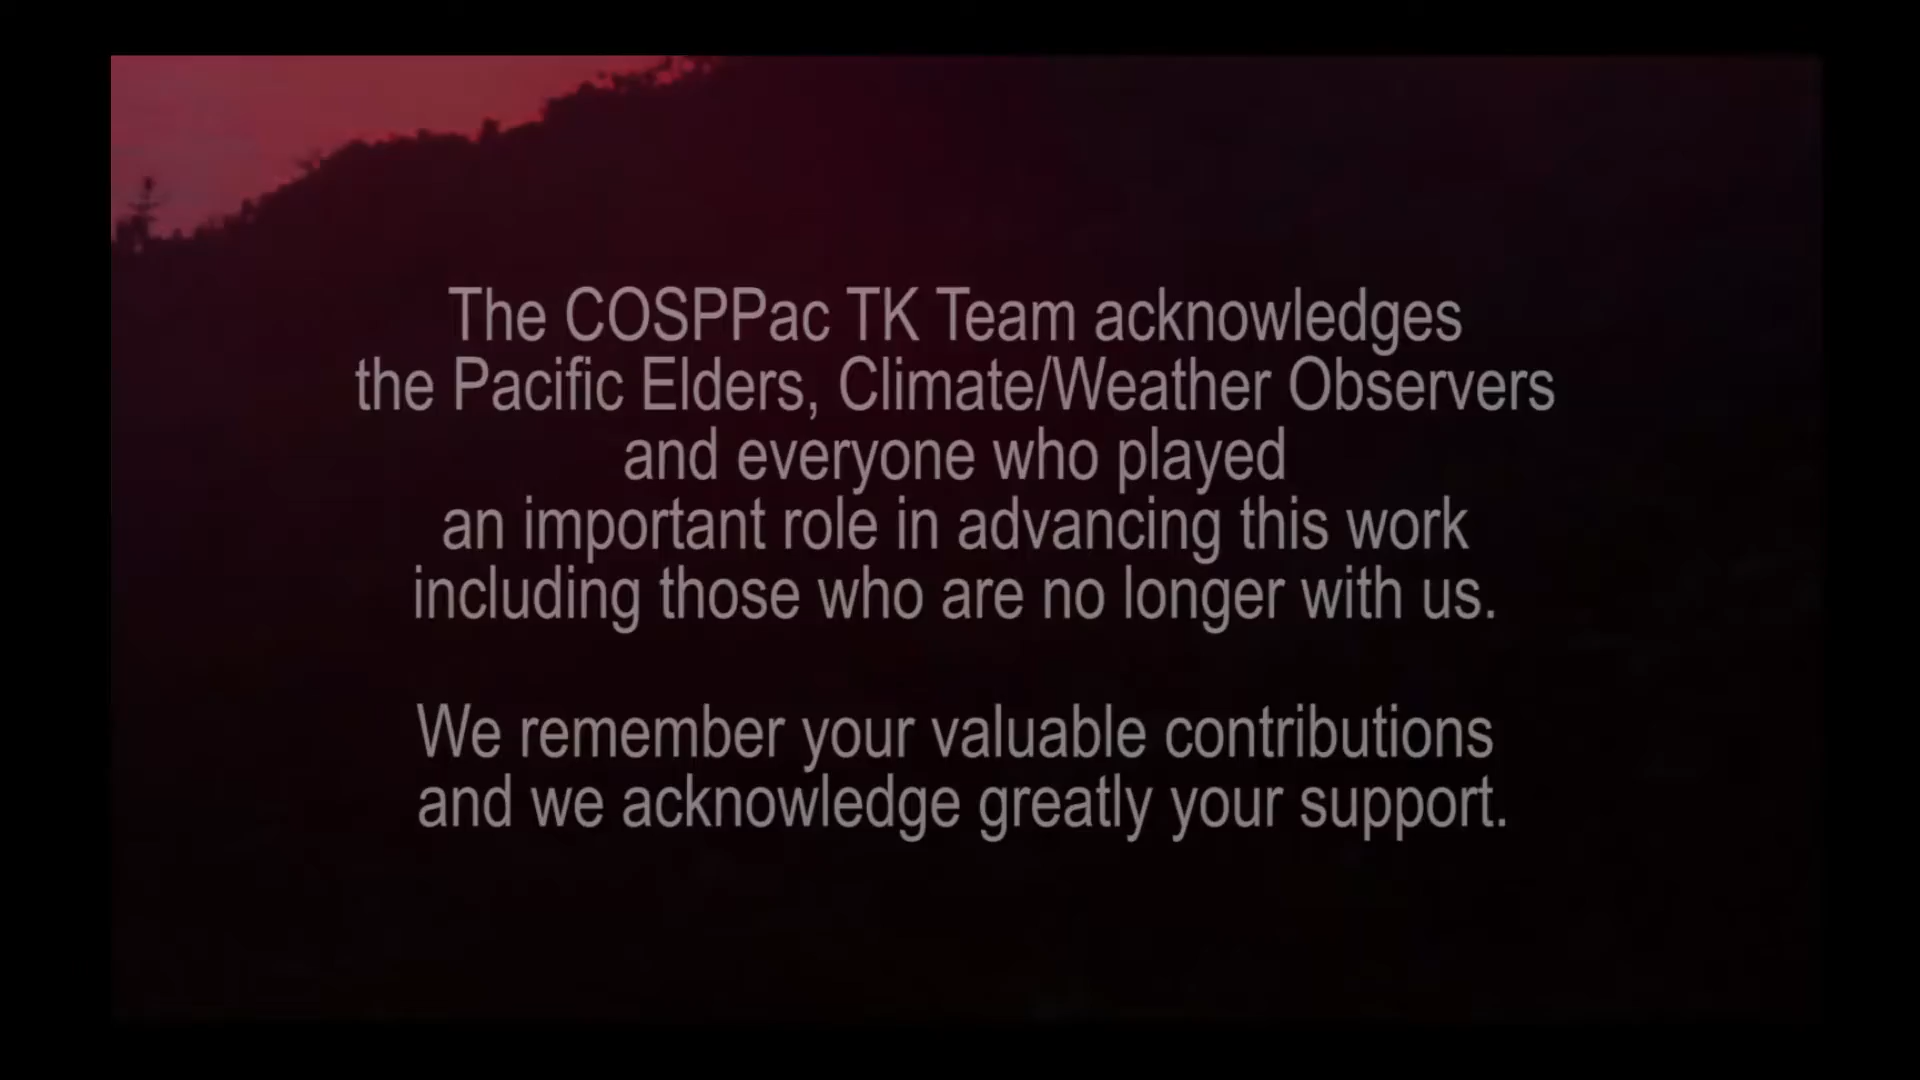 The COSPPac TK Team acknowledges
the Pacific Elders, Climate/Weather Observers
and everyone who played
an important role in advancing this work
including those who are no longer with us.
We remember your valuable contributions
and we acknowledge greatly your support.